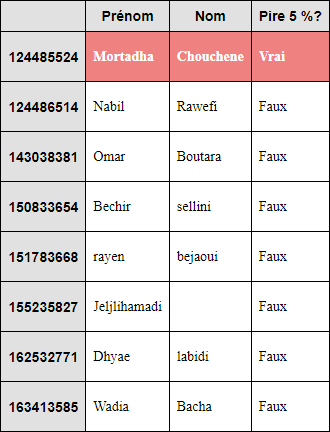 Prénom Nom Pire 5 %?
124485524 Mortadha Chouchene Vrai
124486514 Nabil Rawefi Faux
143038381 Omar Boutara Faux
150833654 Bechir sellini Faux
151783668 rayen bejaoui Faux
155235827 Jeljlihamadi Faux
162532771 Dhyae labidi Faux
163413585 Wadia Bacha Faux